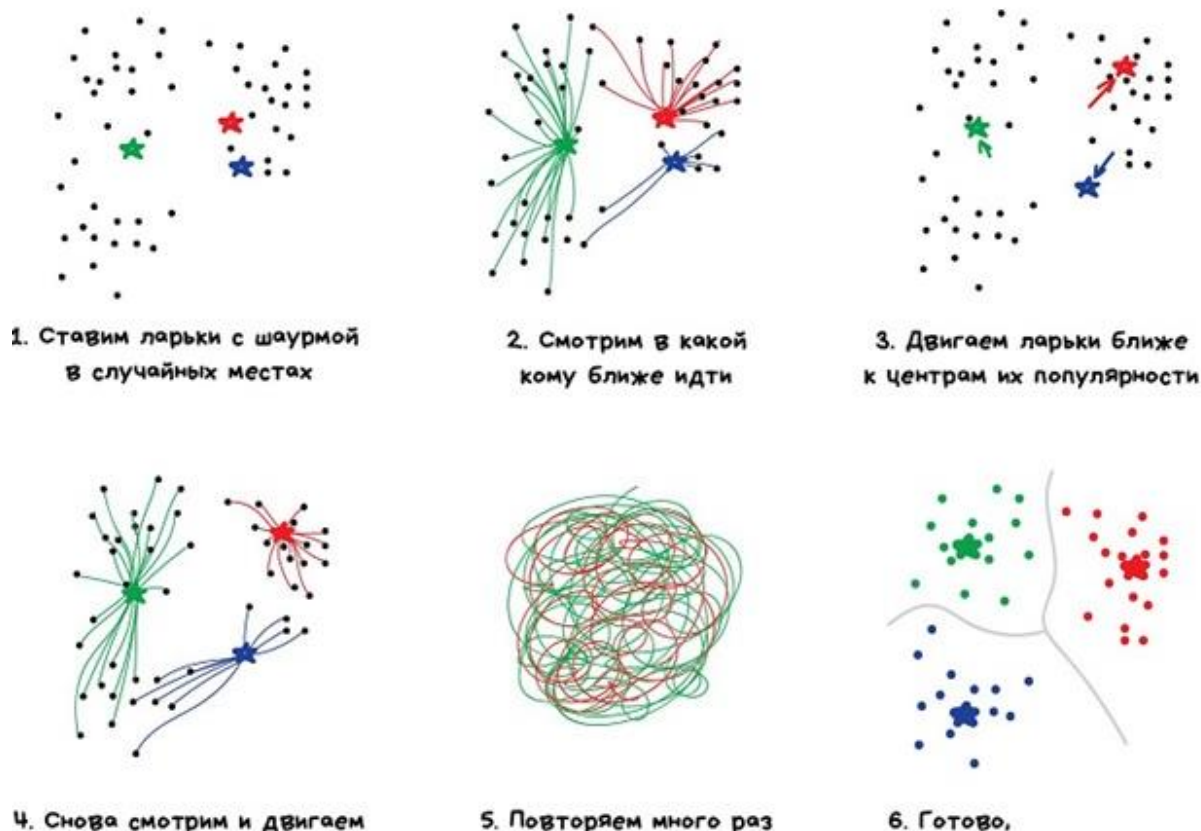 1. Ставим ларьки с шаурмой
в случайных местах
2. Смотрим в какой
кому ближе идти
3. Двигаем ларьки ближе
к центрам их популярности
4. Снова смотрим и двигаем
5. Повторяем много раз
6. Готово,